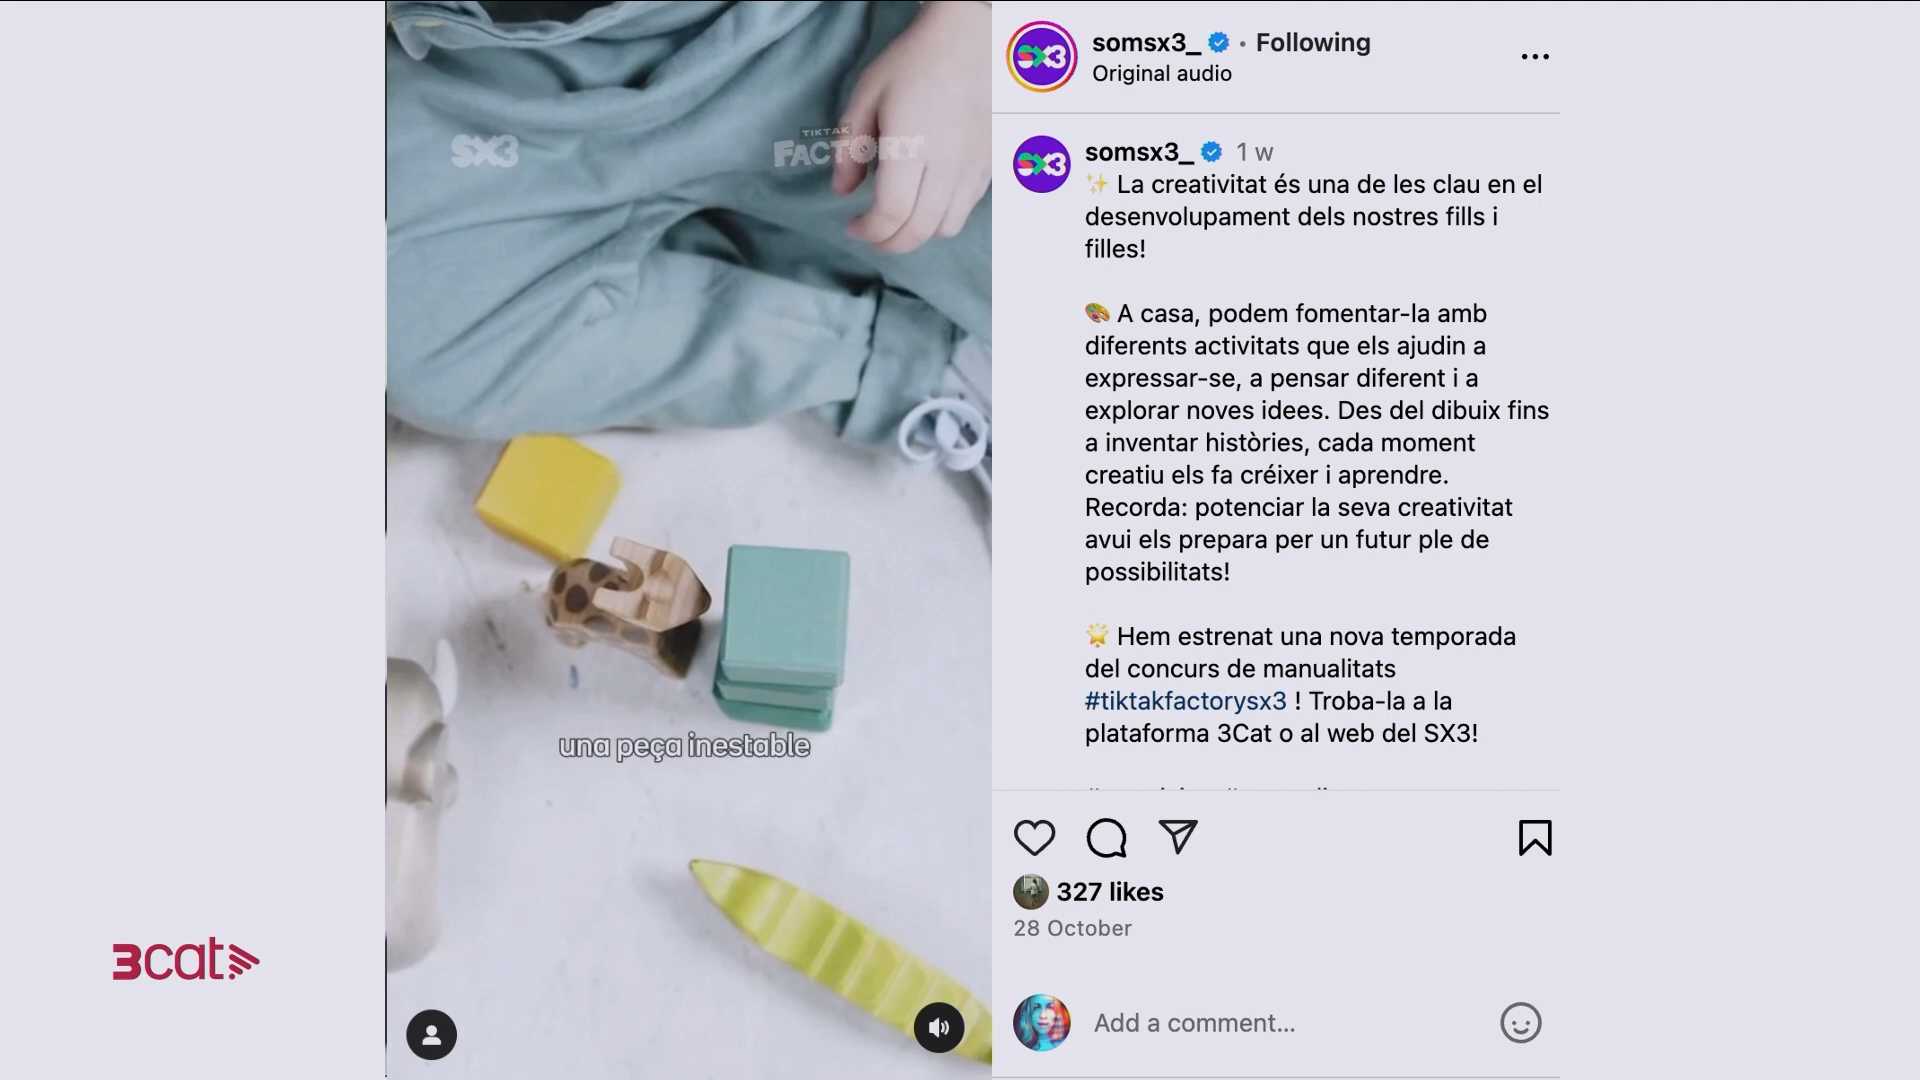 SX3
TIKTAK
FACTORY
una peça inestable
3cat
SX3
somsx3_ • Following
Original audio
SX3
somsx3_ 1 w
✨ La creativitat és una de les clau en el
desenvolupament dels nostres fills i
filles!
🎨 A casa, podem fomentar-la amb
diferents activitats que els ajudin a
expressar-se, a pensar diferent i a
explorar noves idees. Des del dibuix fins
a inventar històries, cada moment
creatiu els fa créixer i aprendre.
Recorda: potenciar la seva creativitat
avui els prepara per un futur ple de
possibilitats!
🌟 Hem estrenat una nova temporada
del concurs de manualitats
#tiktakfactorysx3 ! Troba-la a la
plataforma 3Cat o al web del SX3!
327 likes
28 October
Add a comment...